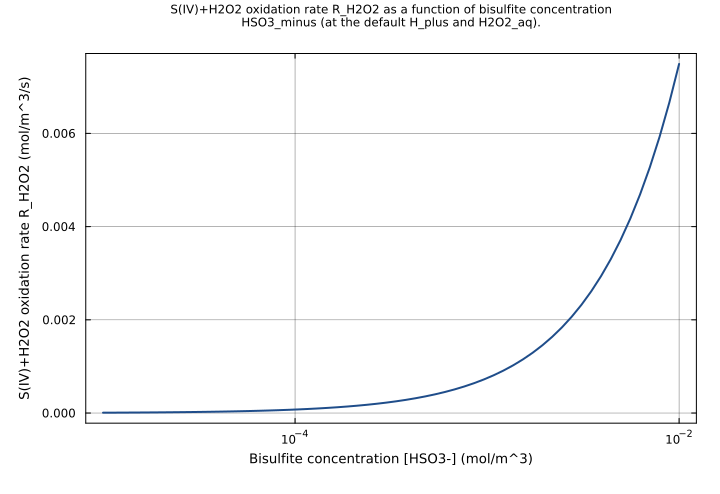 S(IV)+H2O2 oxidation rate R_H2O2 as a function of bisulfite concentration
HSO3_minus (at the default H_plus and H2O2_aq).
S(IV)+H2O2 oxidation rate R_H2O2 (mol/m^3/s)
0.006
0.004
0.002
0.000
10⁻⁴
10⁻²
Bisulfite concentration [HSO3-] (mol/m^3)